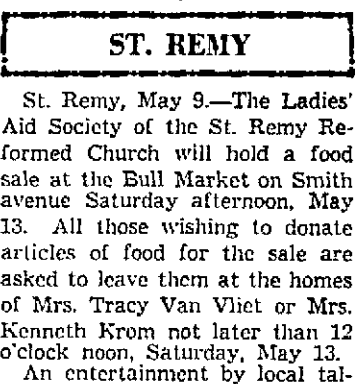 ST. REMY
St. Remy, May 9.—The Ladies'
Aid Society of the St. Remy Re-
formed Church will hold a food
sale at the Bull Market on Smith
avenue Saturday afternoon, May
13. All those wishing to donate
articles of food for the sale are
asked to leave them at the homes
of Mrs. Tracy Van Vliet or Mrs.
Kenneth Krom not later than 12
o'clock noon, Saturday, May 13.
An entertainment by local tal-